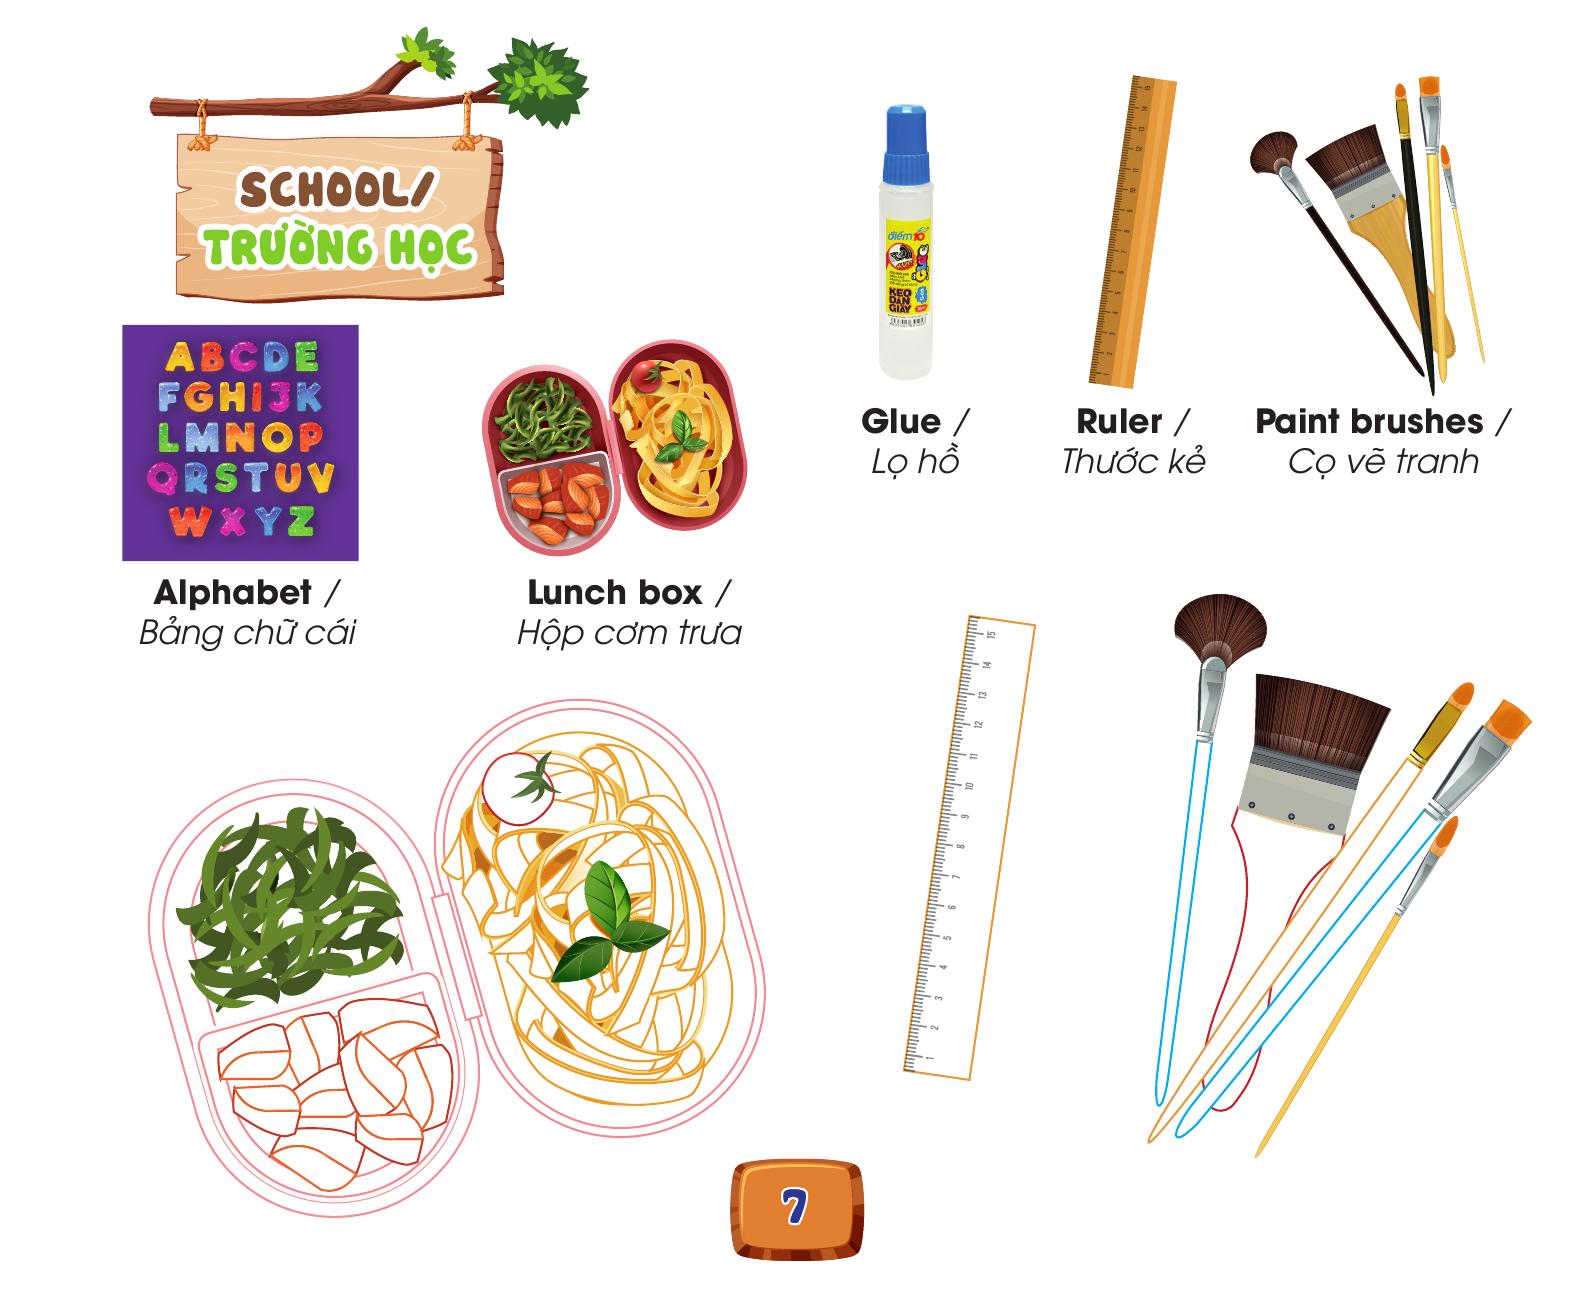 SCHOOL/
TRƯỜNG HỌC
ABCDE
FGHIJK
LMNOP
QRSTUV
WXYZ
Alphabet /
Bảng chữ cái
Lunch box /
Hộp cơm trưa
điểm 10
KEO
DÁN
GIẤY
Glue /
Lọ hồ
Ruler /
Thước kẻ
Paint brushes /
Cọ vẽ tranh
15
14
13
12
11
10
9
8
7
6
5
4
3
2
1
7